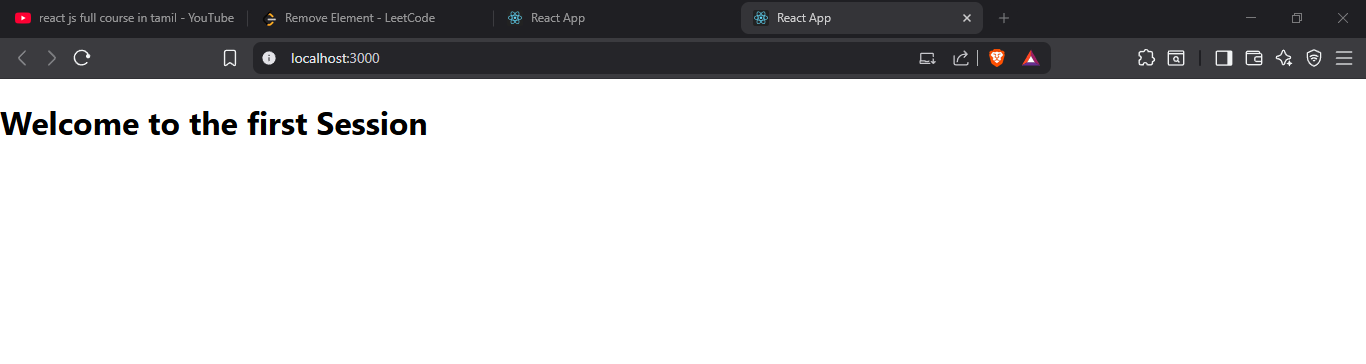 react js full course in tamil - YouTube
Remove Element - LeetCode
React App
React App
localhost:3000
Welcome to the first Session